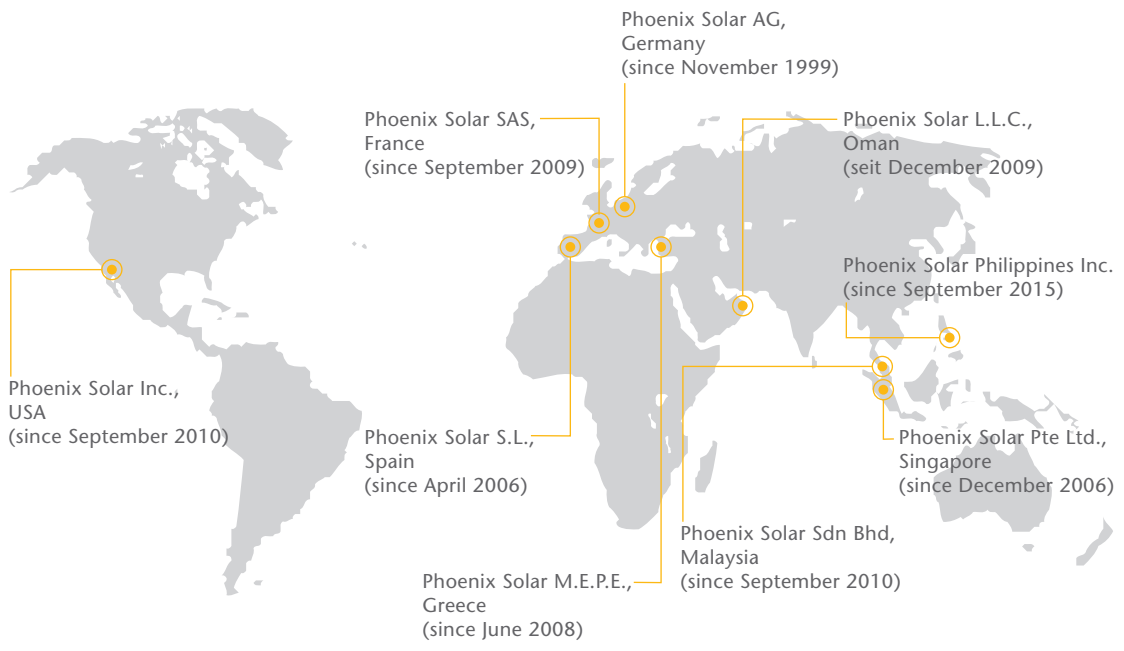 Phoenix Solar AG,
Germany
(since November 1999)
Phoenix Solar SAS,
France
(since September 2009)
Phoenix Solar L.L.C.,
Oman
(seit December 2009)
Phoenix Solar Philippines Inc.
(since September 2015)
Phoenix Solar Inc.,
USA
(since September 2010)
Phoenix Solar S.L.,
Spain
(since April 2006)
Phoenix Solar Pte Ltd.,
Singapore
(since December 2006)
Phoenix Solar Sdn Bhd,
Malaysia
(since September 2010)
Phoenix Solar M.E.P.E.,
Greece
(since June 2008)